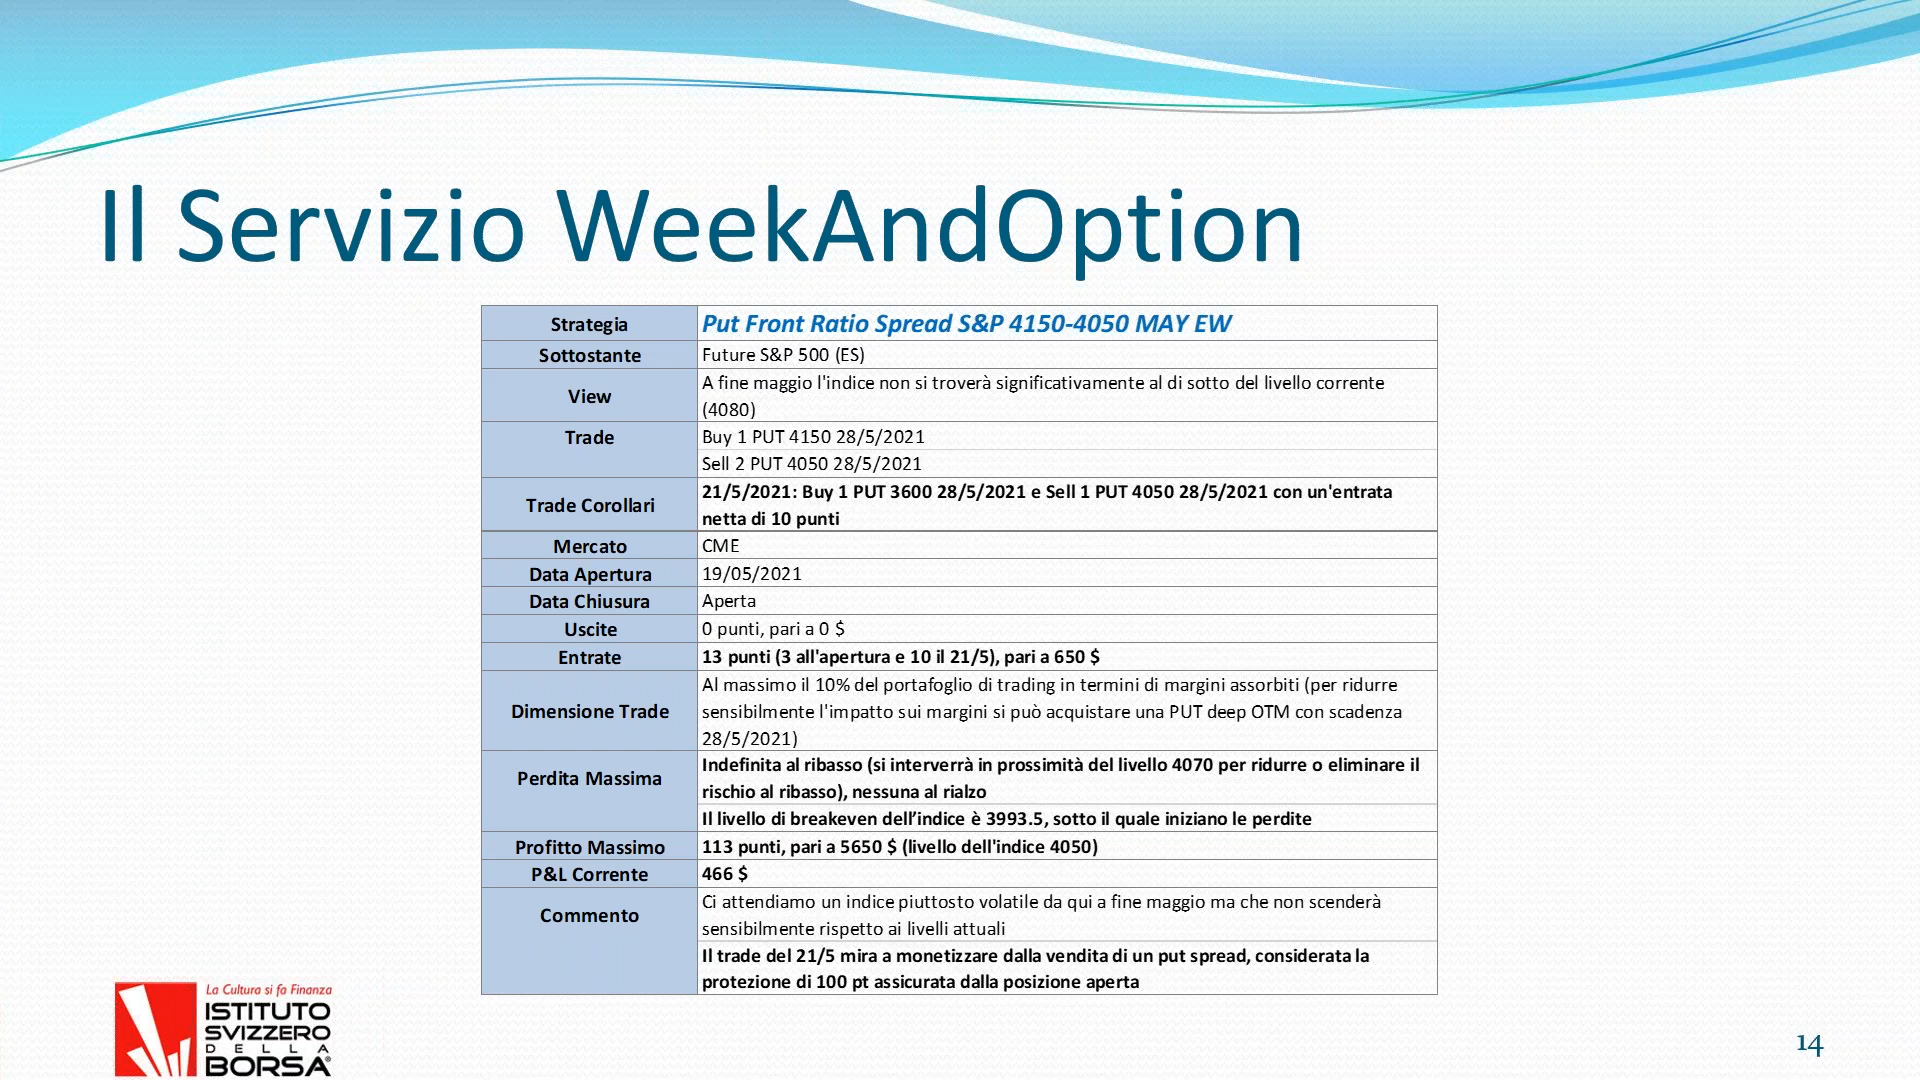 Il Servizio WeekAndOption
Strategia
Put Front Ratio Spread S&P 4150-4050 MAY EW
Sottostante
Future S&P 500 (ES)
View
A fine maggio l'indice non si troverà significativamente al di sotto del livello corrente
(4080)
Trade
Buy 1 PUT 4150 28/5/2021
Sell 2 PUT 4050 28/5/2021
Trade Corollari
21/5/2021: Buy 1 PUT 3600 28/5/2021 e Sell 1 PUT 4050 28/5/2021 con un'entrata
netta di 10 punti
Mercato
CME
Data Apertura
19/05/2021
Data Chiusura
Aperta
Uscite
0 punti, pari a 0 $
Entrate
13 punti (3 all'apertura e 10 il 21/5), pari a 650 $
Dimensione Trade
Al massimo il 10% del portafoglio di trading in termini di margini assorbiti (per ridurre
sensibilmente l'impatto sui margini si può acquistare una PUT deep OTM con scadenza
28/5/2021)
Perdita Massima
Indefinita al ribasso (si interverrà in prossimità del livello 4070 per ridurre o eliminare il
rischio al ribasso), nessuna al rialzo
Il livello di breakeven dell’indice è 3993.5, sotto il quale iniziano le perdite
Profitto Massimo
113 punti, pari a 5650 $ (livello dell'indice 4050)
P&L Corrente
466 $
Commento
Ci attendiamo un indice piuttosto volatile da qui a fine maggio ma che non scenderà
sensibilmente rispetto ai livelli attuali
Il trade del 21/5 mira a monetizzare dalla vendita di un put spread, considerata la
protezione di 100 pt assicurata dalla posizione aperta
La Cultura si fa Finanza
ISTITUTO
SVIZZERO
DELLA
BORSA®
14